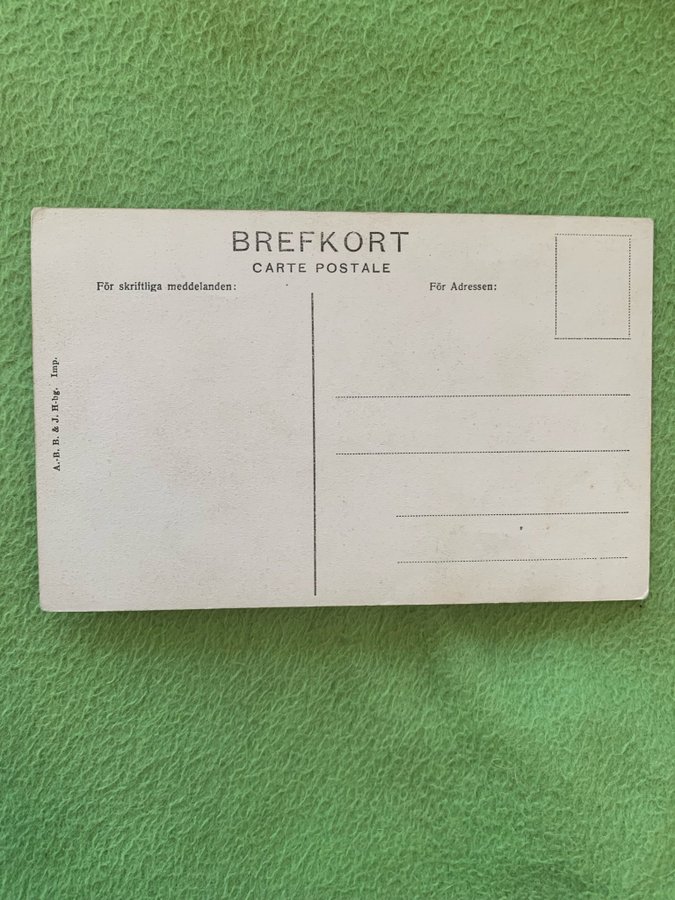 BREFKORT
CARTE POSTALE
För skriftliga meddelanden:
För Adressen:
A.-B. B. & J. H-bg. Imp.